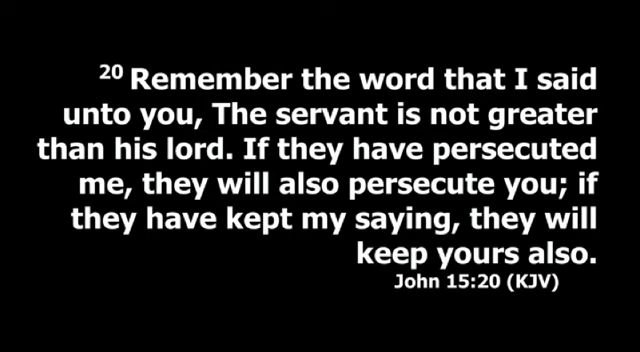 20 Remember the word that I said
unto you, The servant is not greater
than his lord. If they have persecuted
me, they will also persecute you; if
they have kept my saying, they will
keep yours also.
John 15:20 (KJV)